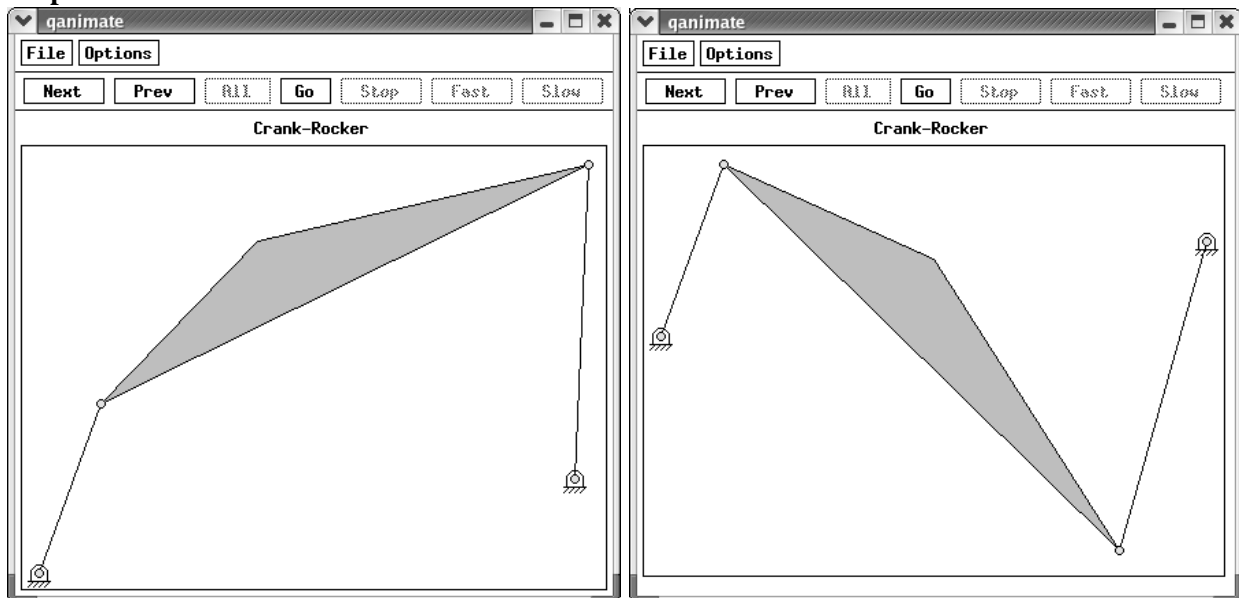 qanimate
File Options
Next Prev All Go Stop Fast Slow
Crank-Rocker
qanimate
File Options
Next Prev All Go Stop Fast Slow
Crank-Rocker